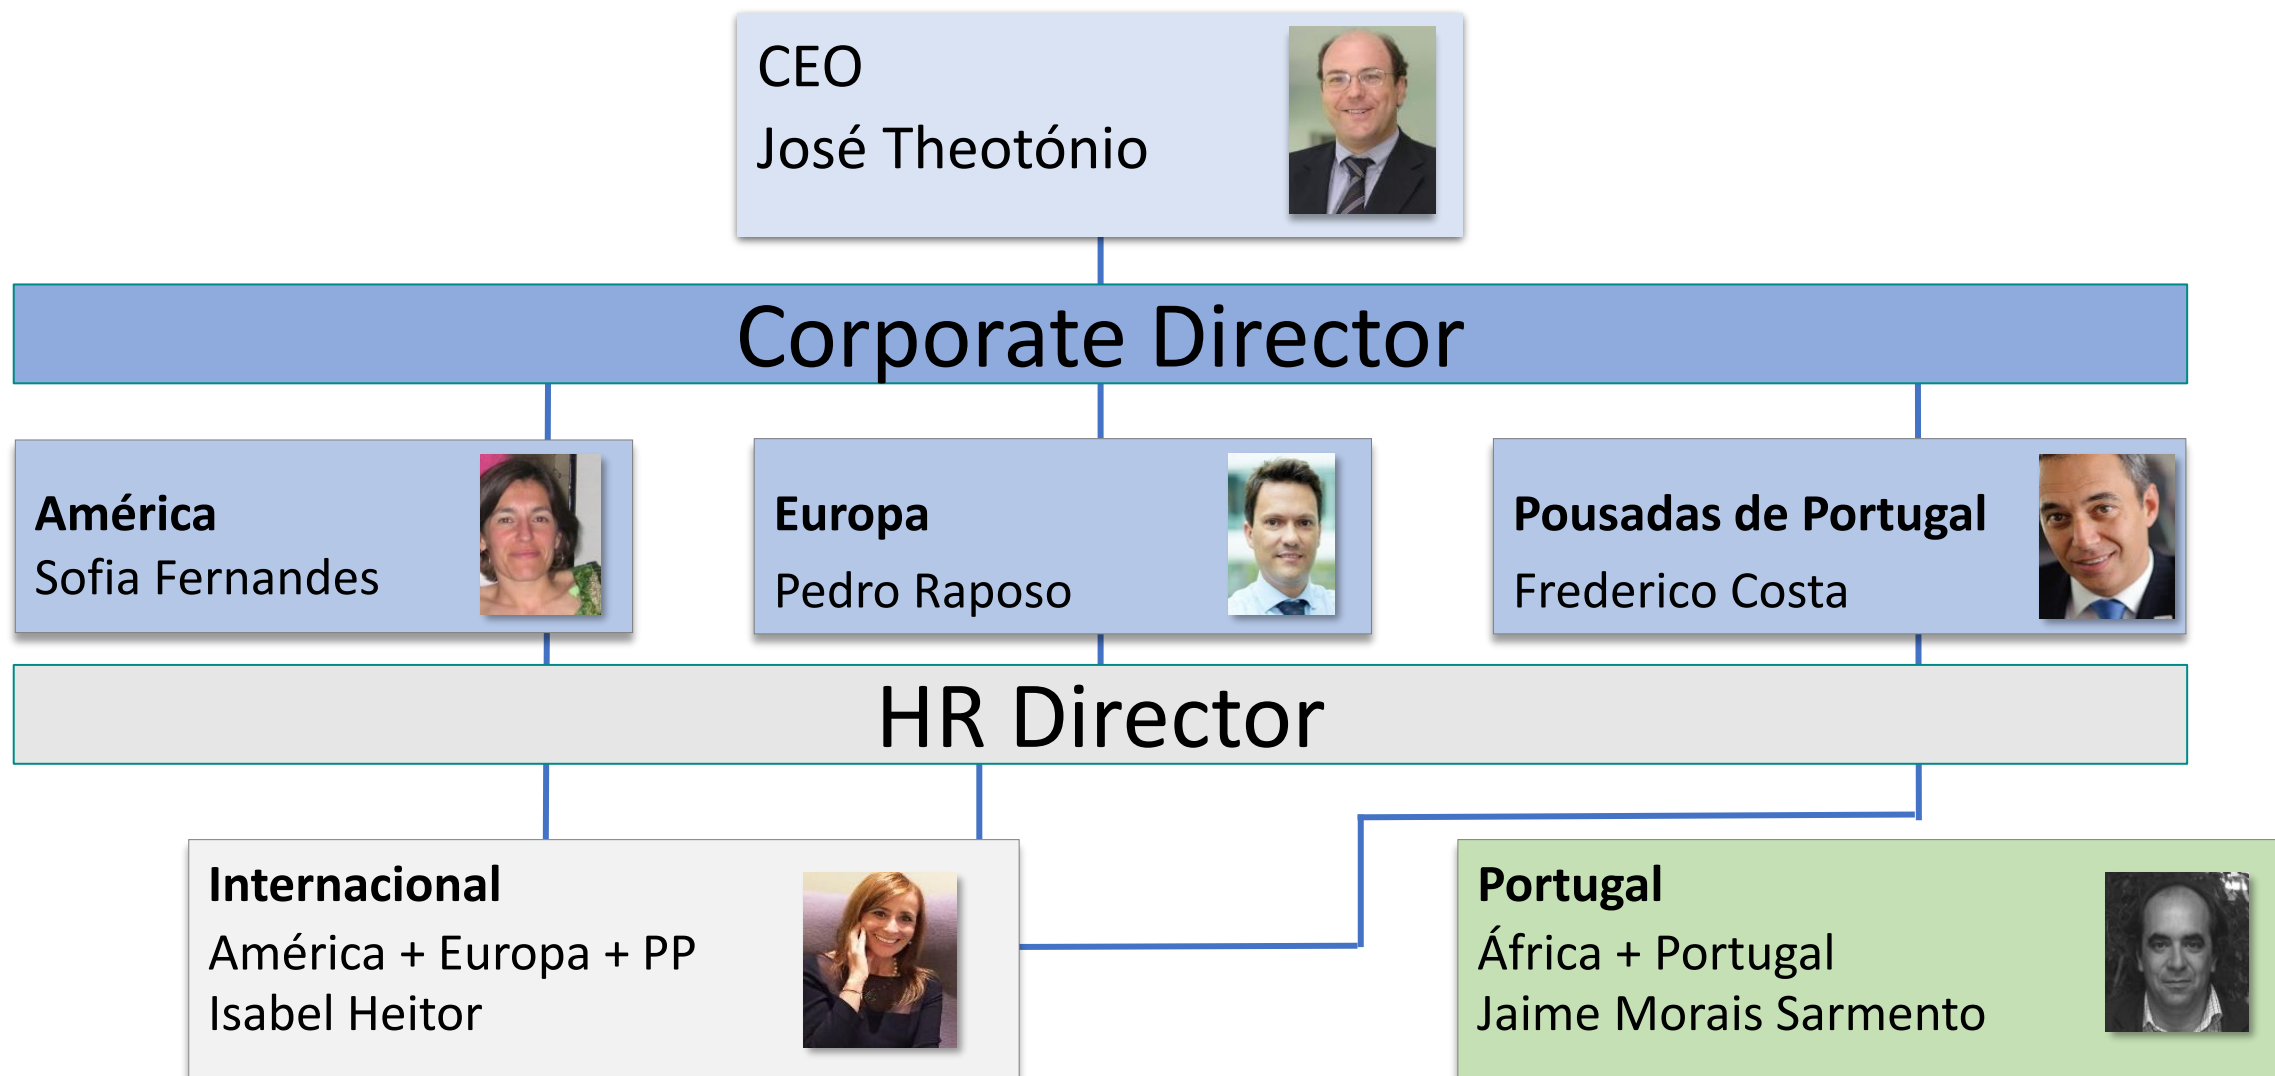 CEO
José Theotónio
Corporate Director
América
Sofia Fernandes
Europa
Pedro Raposo
Pousadas de Portugal
Frederico Costa
HR Director
Internacional
América + Europa + PP
Isabel Heitor
Portugal
África + Portugal
Jaime Morais Sarmento